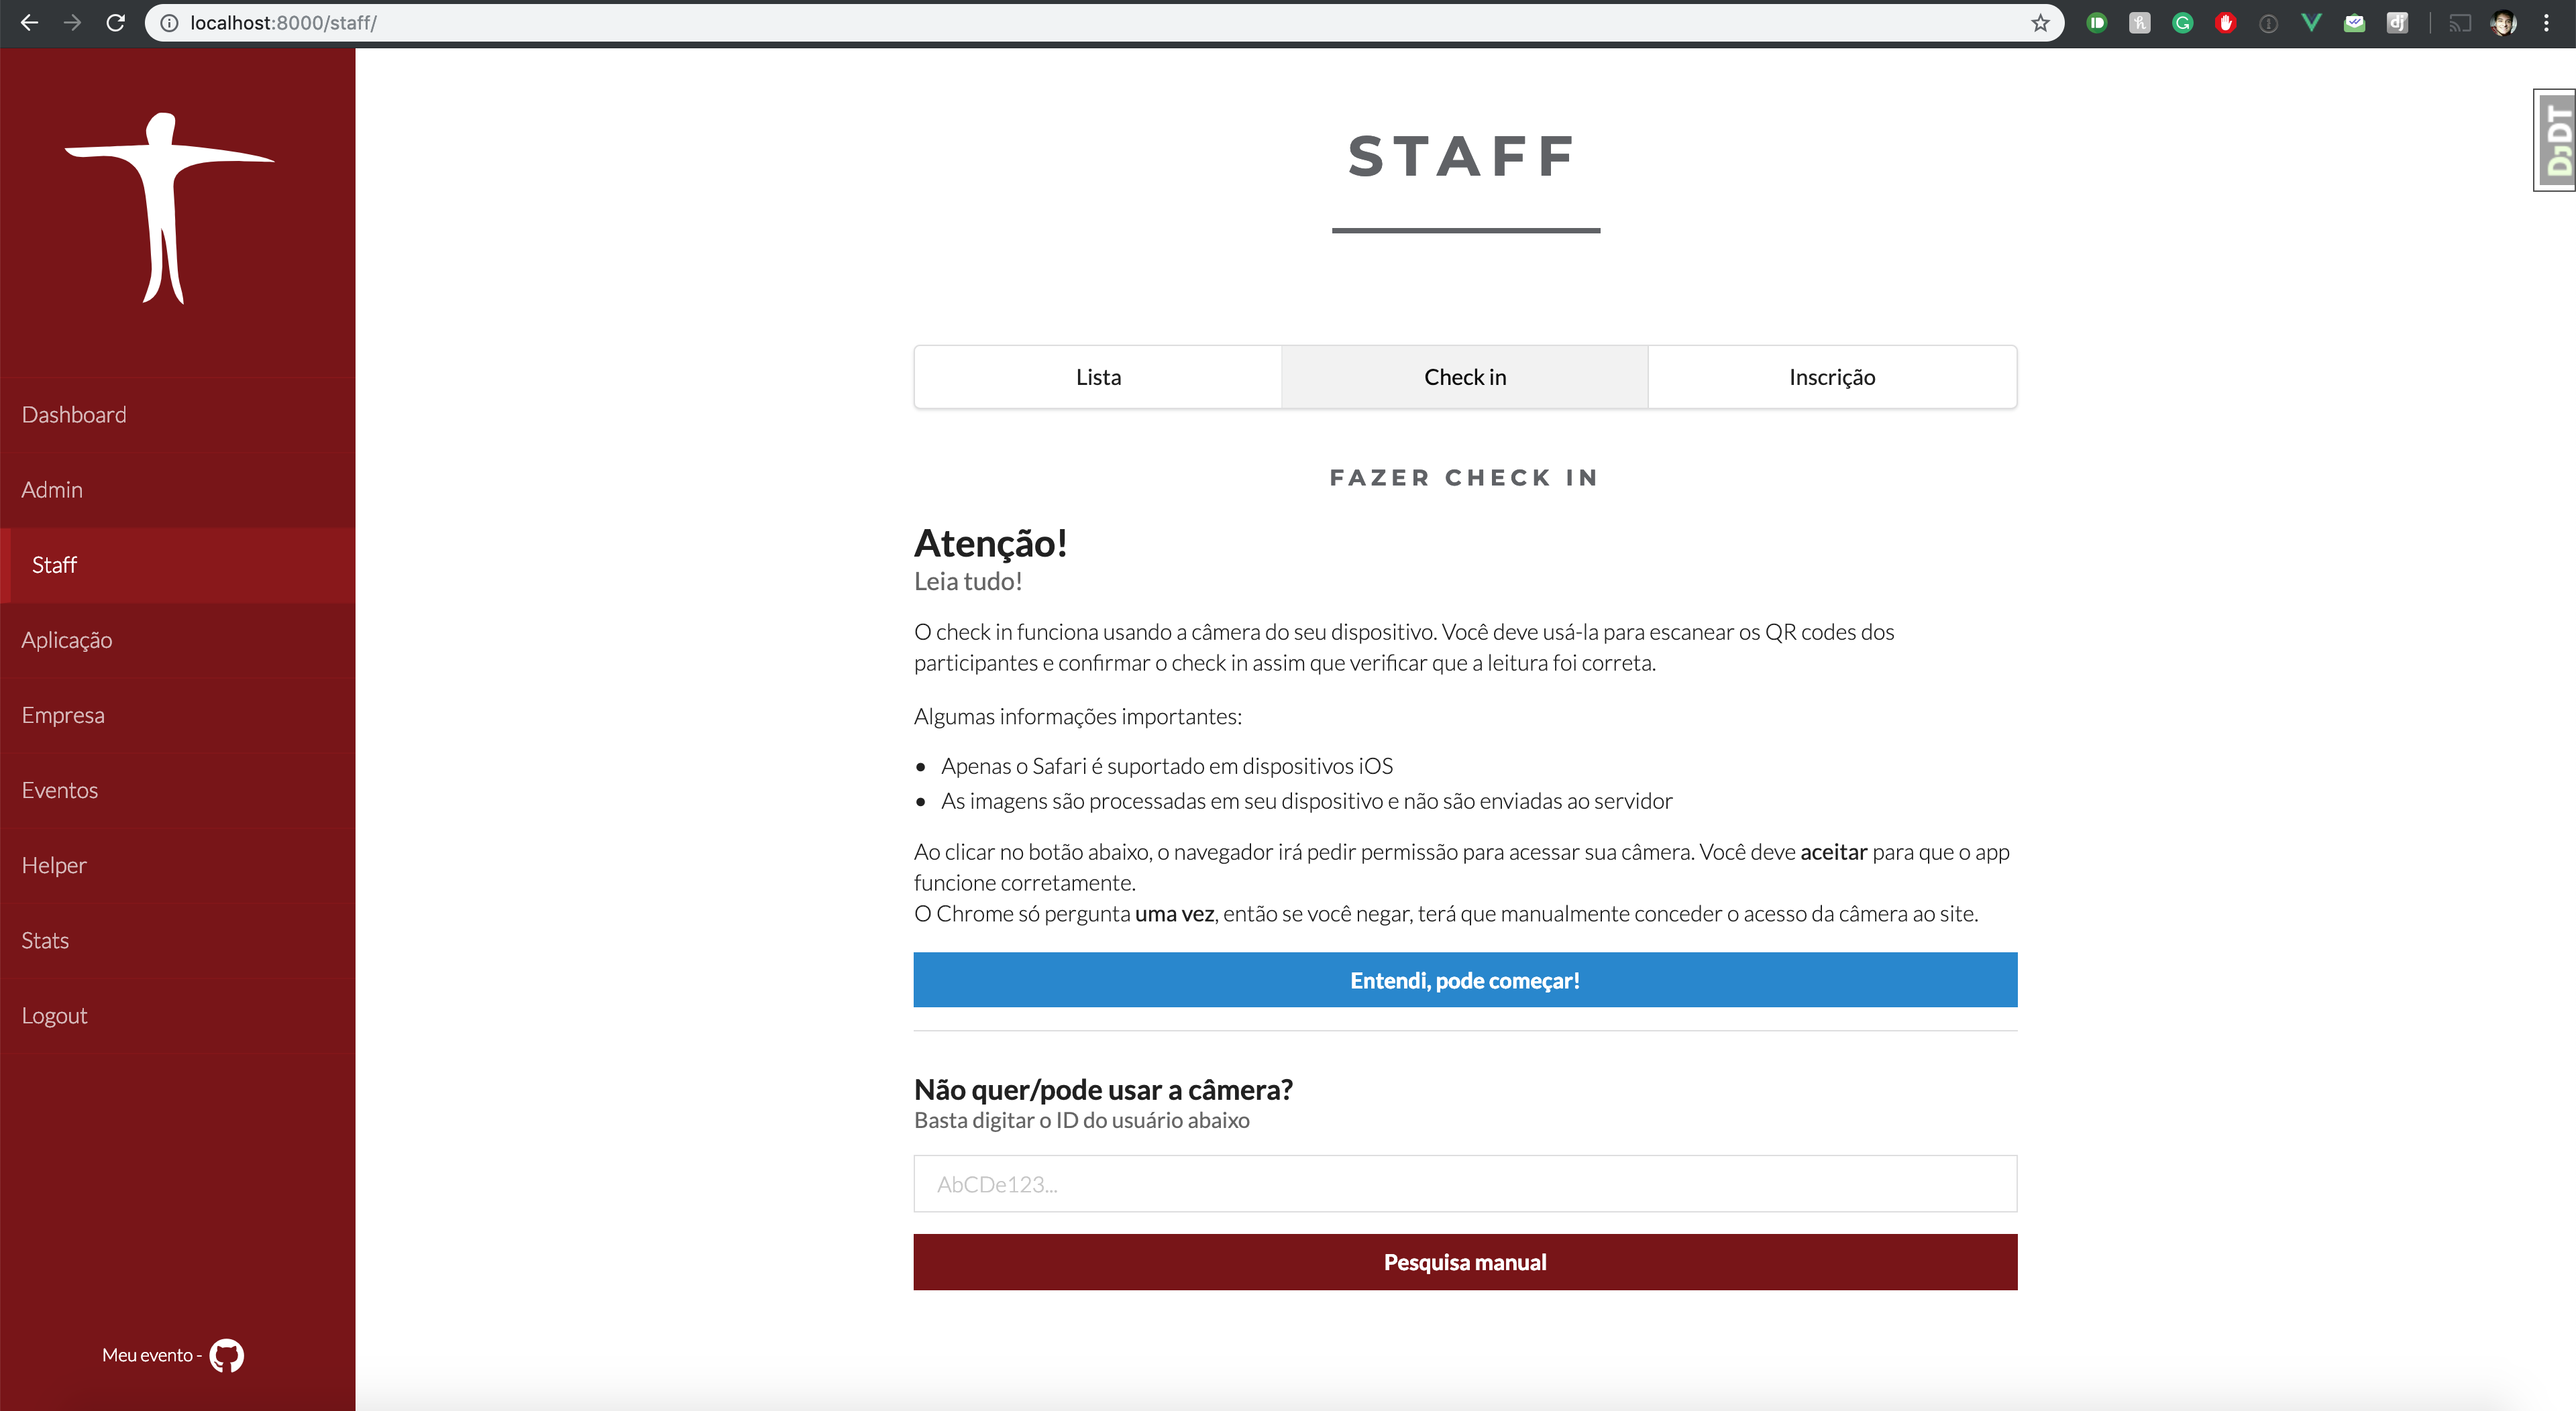 localhost:8000/staff/
DJDT
STAFF
Dashboard
Admin
Staff
Aplicação
Empresa
Eventos
Helper
Stats
Logout
Meu evento -
Lista
Check in
Inscrição
FAZER CHECK IN
Atenção!
Leia tudo!
O check in funciona usando a câmera do seu dispositivo. Você deve usá-la para escanear os QR codes dos
participantes e confirmar o check in assim que verificar que a leitura foi correta.
Algumas informações importantes:
Apenas o Safari é suportado em dispositivos iOS
As imagens são processadas em seu dispositivo e não são enviadas ao servidor
Ao clicar no botão abaixo, o navegador irá pedir permissão para acessar sua câmera. Você deve aceitar para que o app
funcione corretamente.
O Chrome só pergunta uma vez, então se você negar, terá que manualmente conceder o acesso da câmera ao site.
Entendi, pode começar!
Não quer/pode usar a câmera?
Basta digitar o ID do usuário abaixo
AbCDe123...
Pesquisa manual